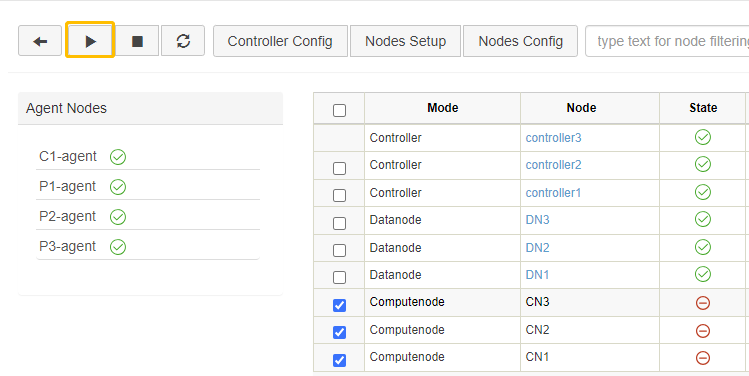 Controller Config Nodes Setup Nodes Config type text for node filtering
Agent Nodes
C1-agent
P1-agent
P2-agent
P3-agent
Mode Node State
Controller controller3
Controller controller2
Controller controller1
Datanode DN3
Datanode DN2
Datanode DN1
Computenode CN3
Computenode CN2
Computenode CN1